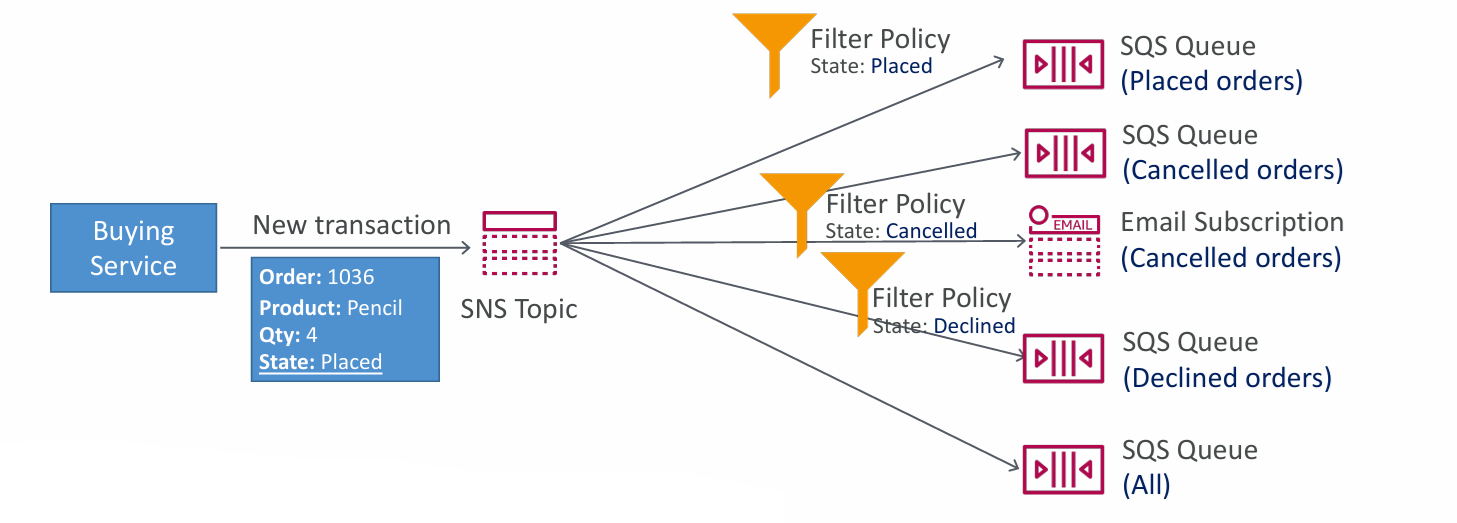 Buying
Service
New transaction
Order: 1036
Product: Pencil
Qty: 4
State: Placed
SNS Topic
Filter Policy
State: Placed
Filter Policy
State: Cancelled
Filter Policy
State: Declined
SQS Queue
(Placed orders)
SQS Queue
(Cancelled orders)
EMAIL
Email Subscription
(Cancelled orders)
SQS Queue
(Declined orders)
SQS Queue
(All)